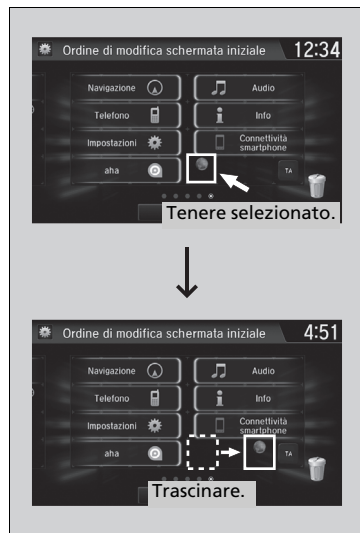 Ordine di modifica schermata iniziale 12:34
Navigazione Audio
Telefono Info
Impostazioni Connettività
smartphone
aha TA
Tenere selezionato.
Ordine di modifica schermata iniziale 4:51
Navigazione Audio
Telefono Info
Impostazioni Connettività
smartphone
aha TA
Trascinare.